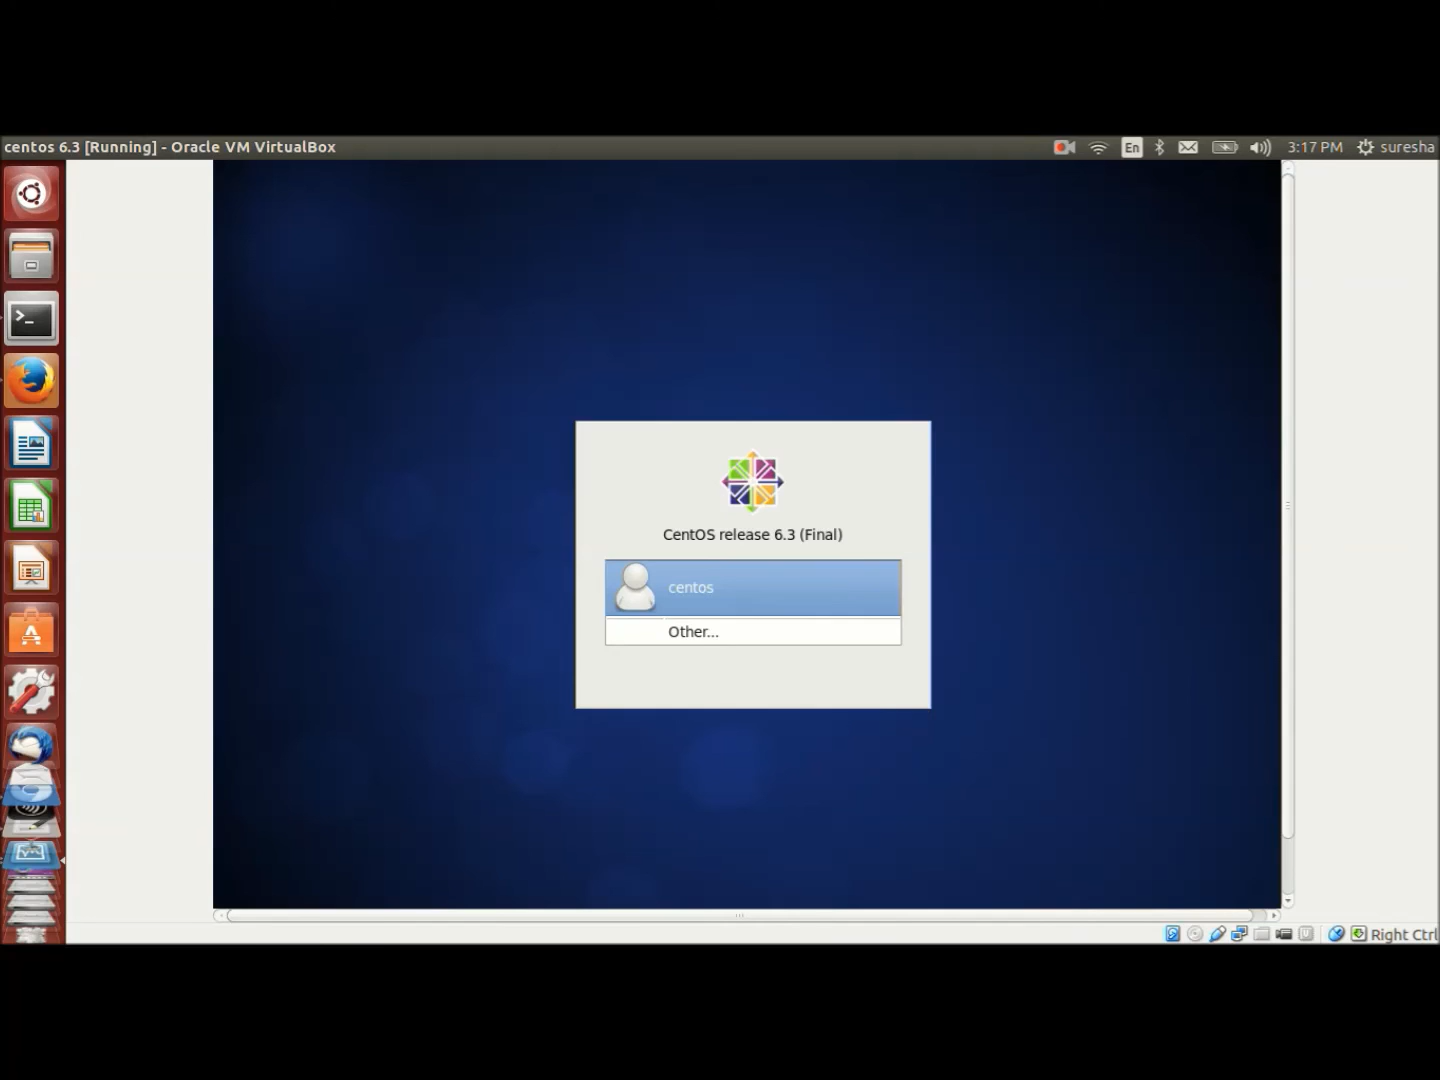 centos 6.3 [Running] - Oracle VM VirtualBox
En
3:17 PM
suresha
CentOS release 6.3 (Final)
centos
Other...
Right Ctrl